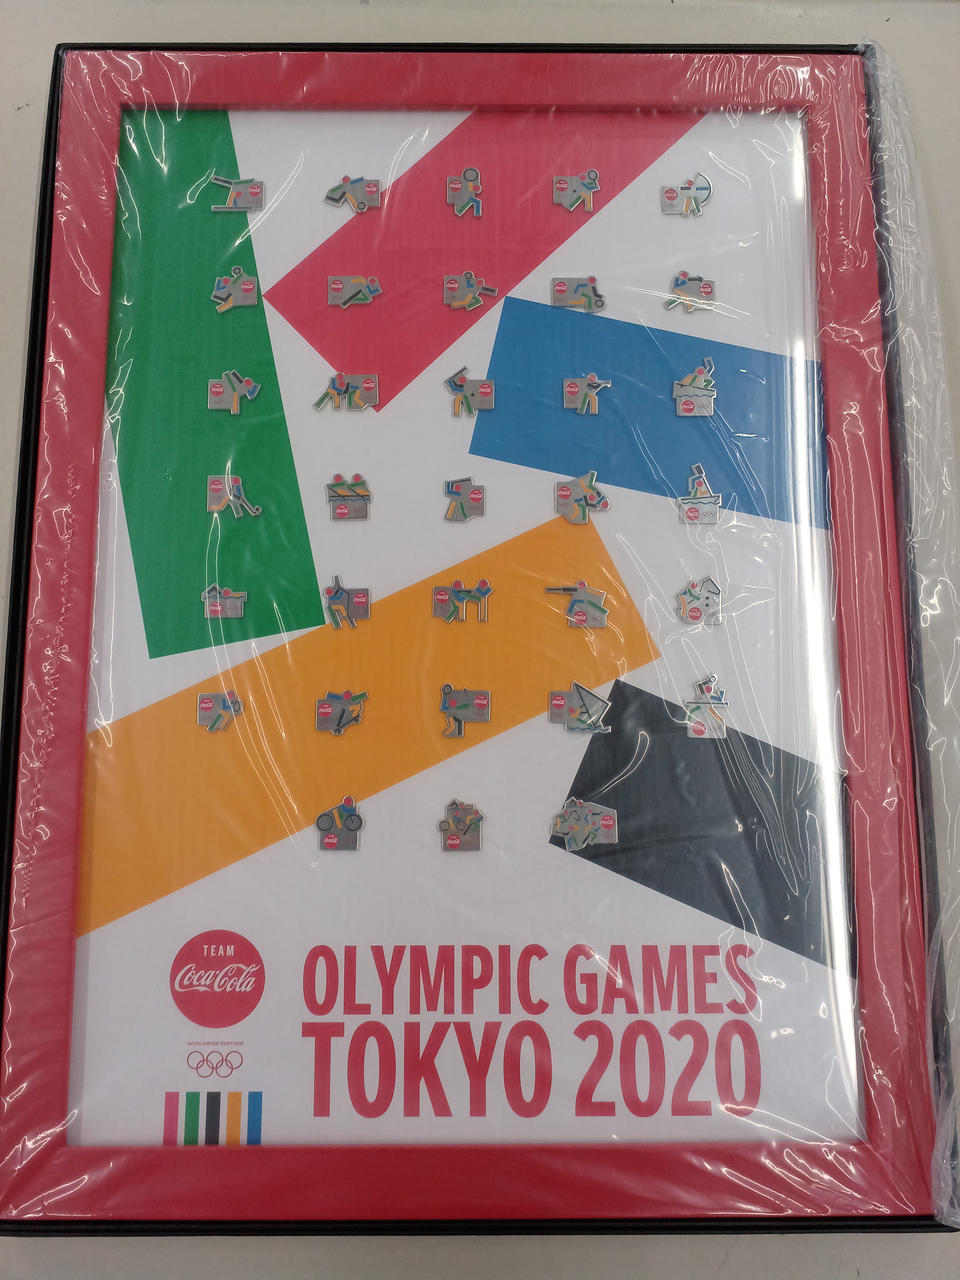 TEAM
Coca-Cola
WORLDWIDE PARTNER
OLYMPIC GAMES
TOKYO 2020